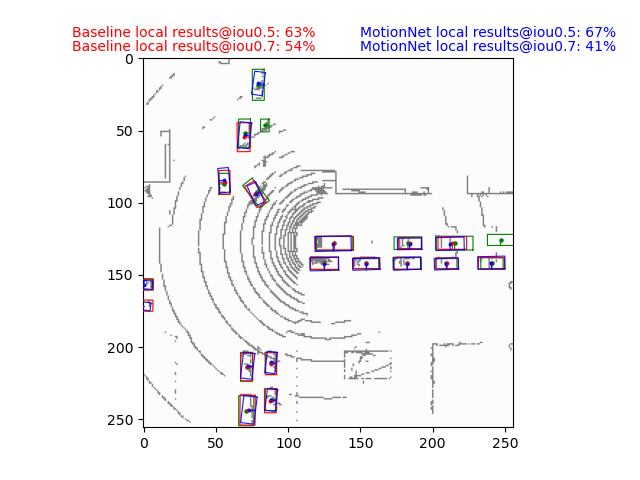 Baseline local results@iou0.5: 63% MotionNet local results@iou0.5: 67%
Baseline local results@iou0.7: 54% MotionNet local results@iou0.7: 41%
0
50
100
150
200
250
0 50 100 150 200 250